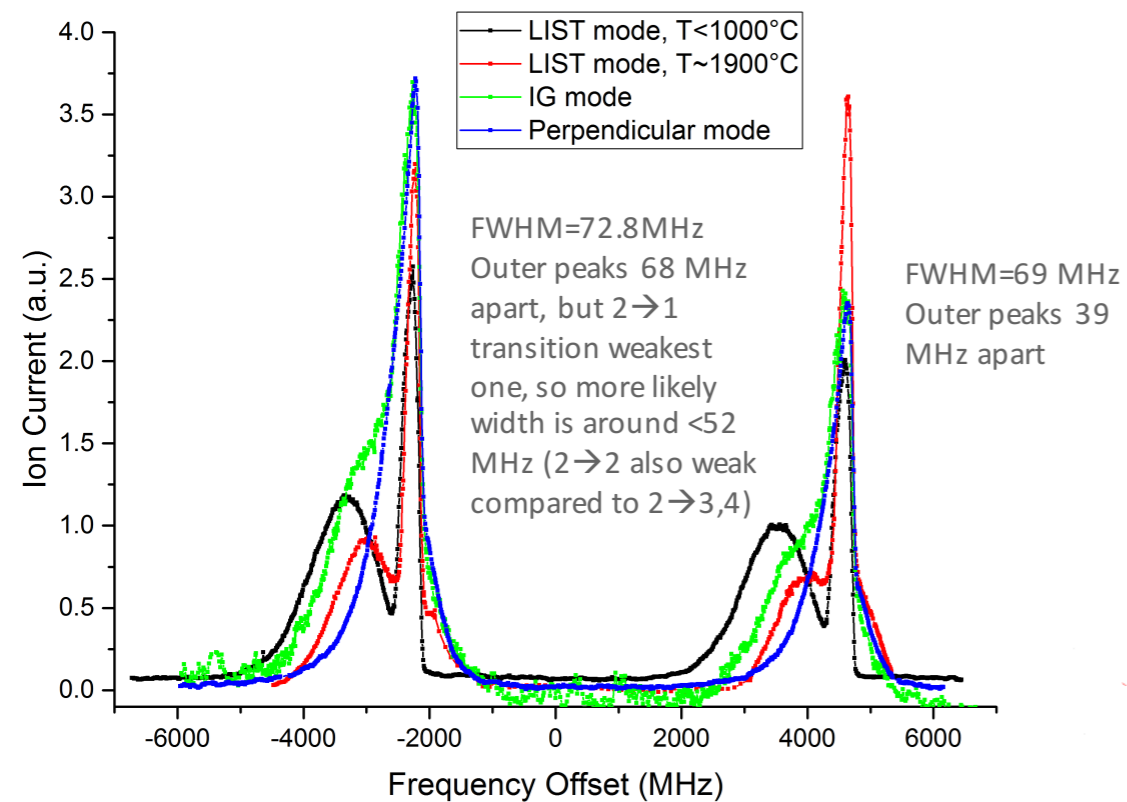 4.0
3.5
3.0
2.5
2.0
1.5
1.0
0.5
0.0
Ion Current (a.u.)
LIST mode, T<1000°C
LIST mode, T~1900°C
IG mode
Perpendicular mode
FWHM=72.8MHz
Outer peaks 68 MHz
apart, but 2→1
transition weakest
one, so more likely
width is around <52
MHz (2→2 also weak
compared to 2→3,4)
FWHM=69 MHz
Outer peaks 39
MHz apart
-6000 -4000 -2000 0 2000 4000 6000
Frequency Offset (MHz)